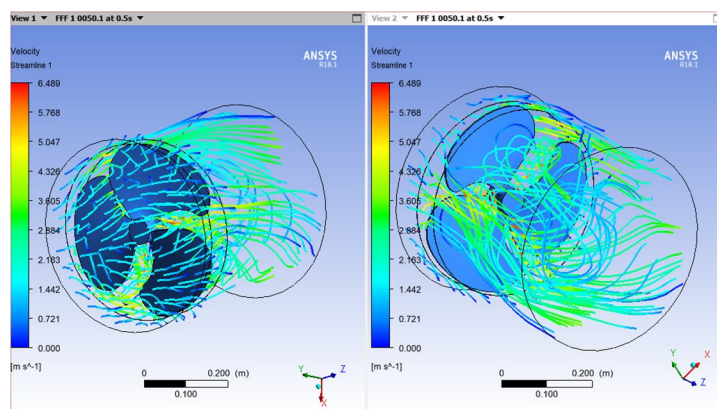 View 1 ▼ FFF 1 0050.1 at 0.5s ▼
Velocity
Streamline 1
ANSYS
R18.1
6.489
5.768
5.047
4.326
3.605
2.884
2.163
1.442
0.721
0.000
[m s^-1]
0 0.200 (m)
0.100
Y Z
X
View 2 ▼ FFF 1 0050.1 at 0.5s ▼
Velocity
Streamline 1
ANSYS
R18.1
6.489
5.768
5.047
4.326
3.605
2.884
2.163
1.442
0.721
0.000
[m s^-1]
0 0.200 (m)
0.100
Y X
Z